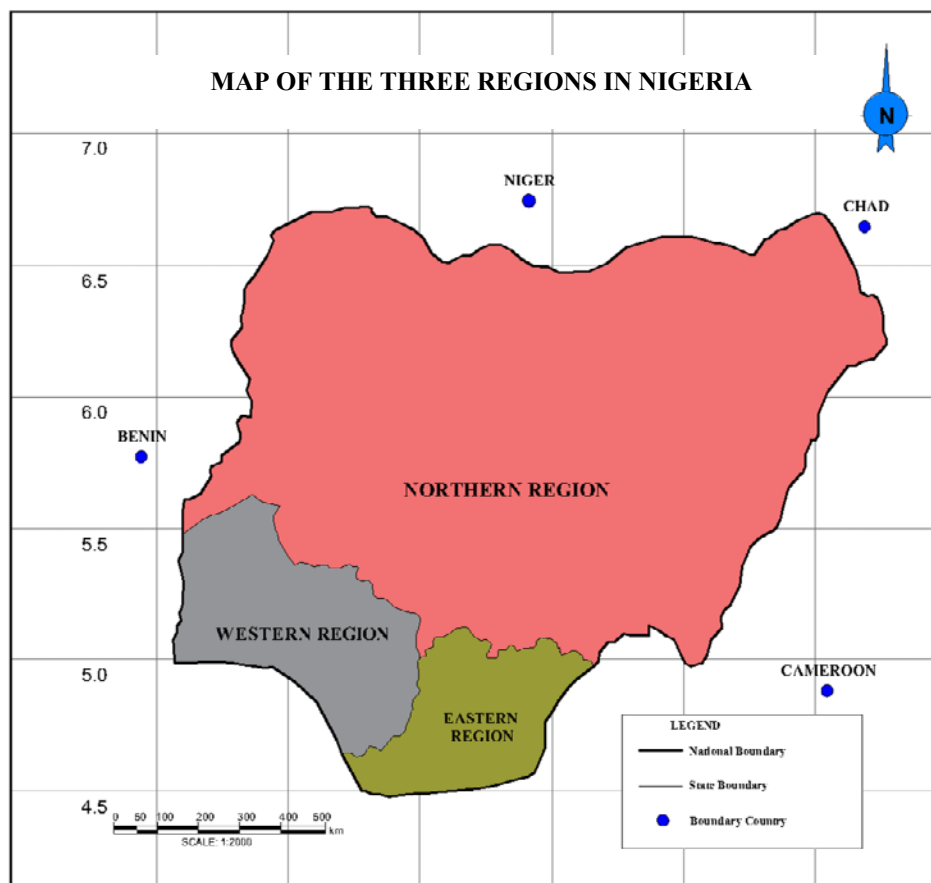 MAP OF THE THREE REGIONS IN NIGERIA
N
7.0
NIGER
CHAD
6.5
6.0
BENIN
NORTHERN REGION
5.5
WESTERN REGION
5.0
CAMEROON
EASTERN
REGION
LEGEND
National Boundary
State Boundary
Boundary Country
4.5
0 50 100 200 300 400 500
km
SCALE: 1:2000